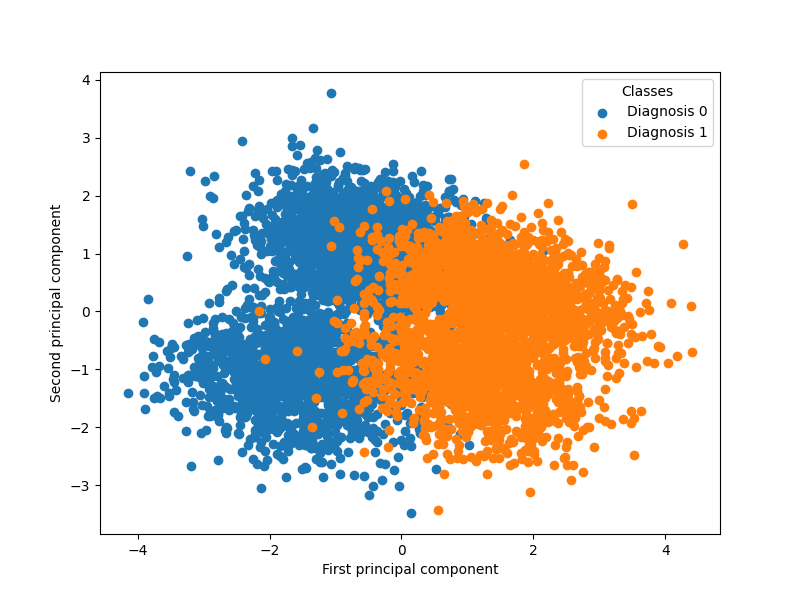 Classes
Diagnosis 0
Diagnosis 1
4
3
2
1
0
−1
−2
−3
Second principal component
−4
−2
0
2
4
First principal component